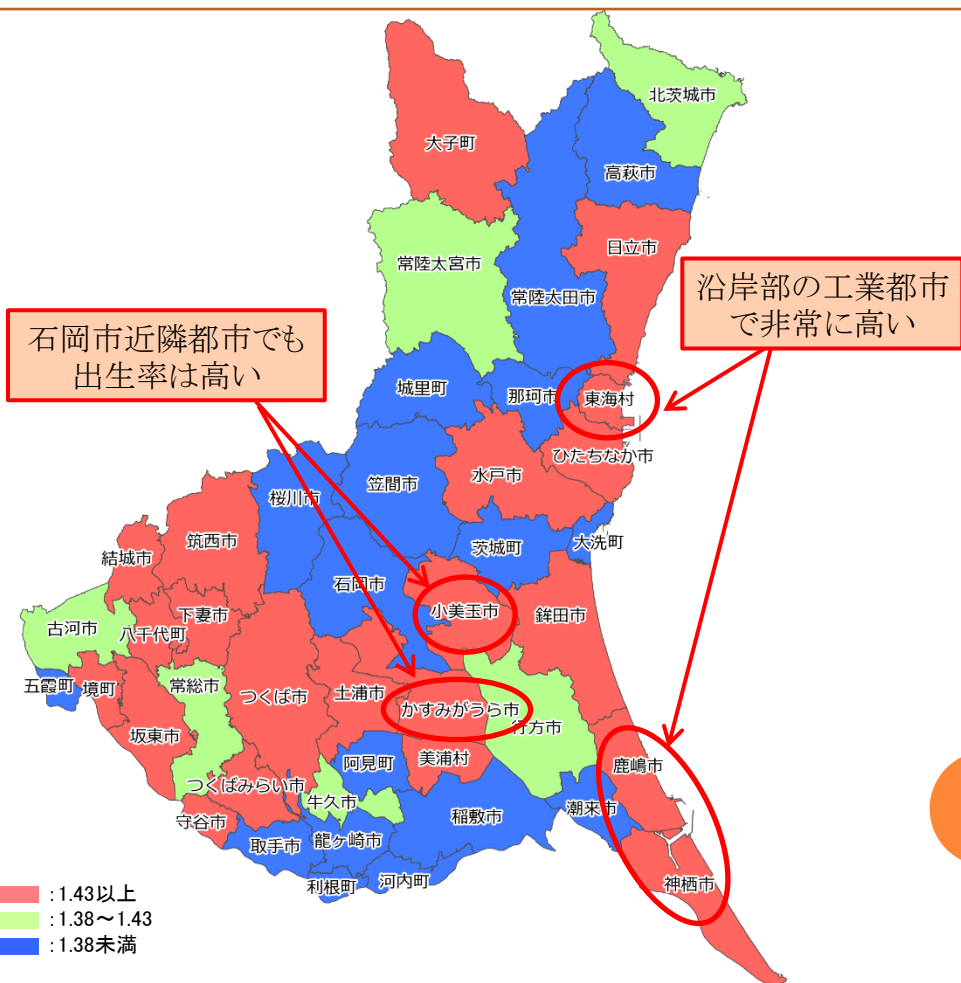 北茨城市
大子町
高萩市
日立市
常陸太宮市
常陸太田市
沿岸部の工業都市
で非常に高い
石岡市近隣都市でも
出生率は高い
城里町
那珂市
東海村
ひたちなか市
水戸市
笠間市
桜川市
筑西市
結城市
茨城町
大洗町
石岡市
小美玉市
鉾田市
下妻市
古河市
八千代町
五霞町
境町
常総市
つくば市
土浦市
かすみがうら市
行方市
坂東市
阿見町
美浦村
鹿嶋市
つくばみらい市
牛久市
稲敷市
潮来市
守谷市
取手市
龍ヶ崎市
利根町
河内町
神栖市
:1.43以上
:1.38～1.43
:1.38未満